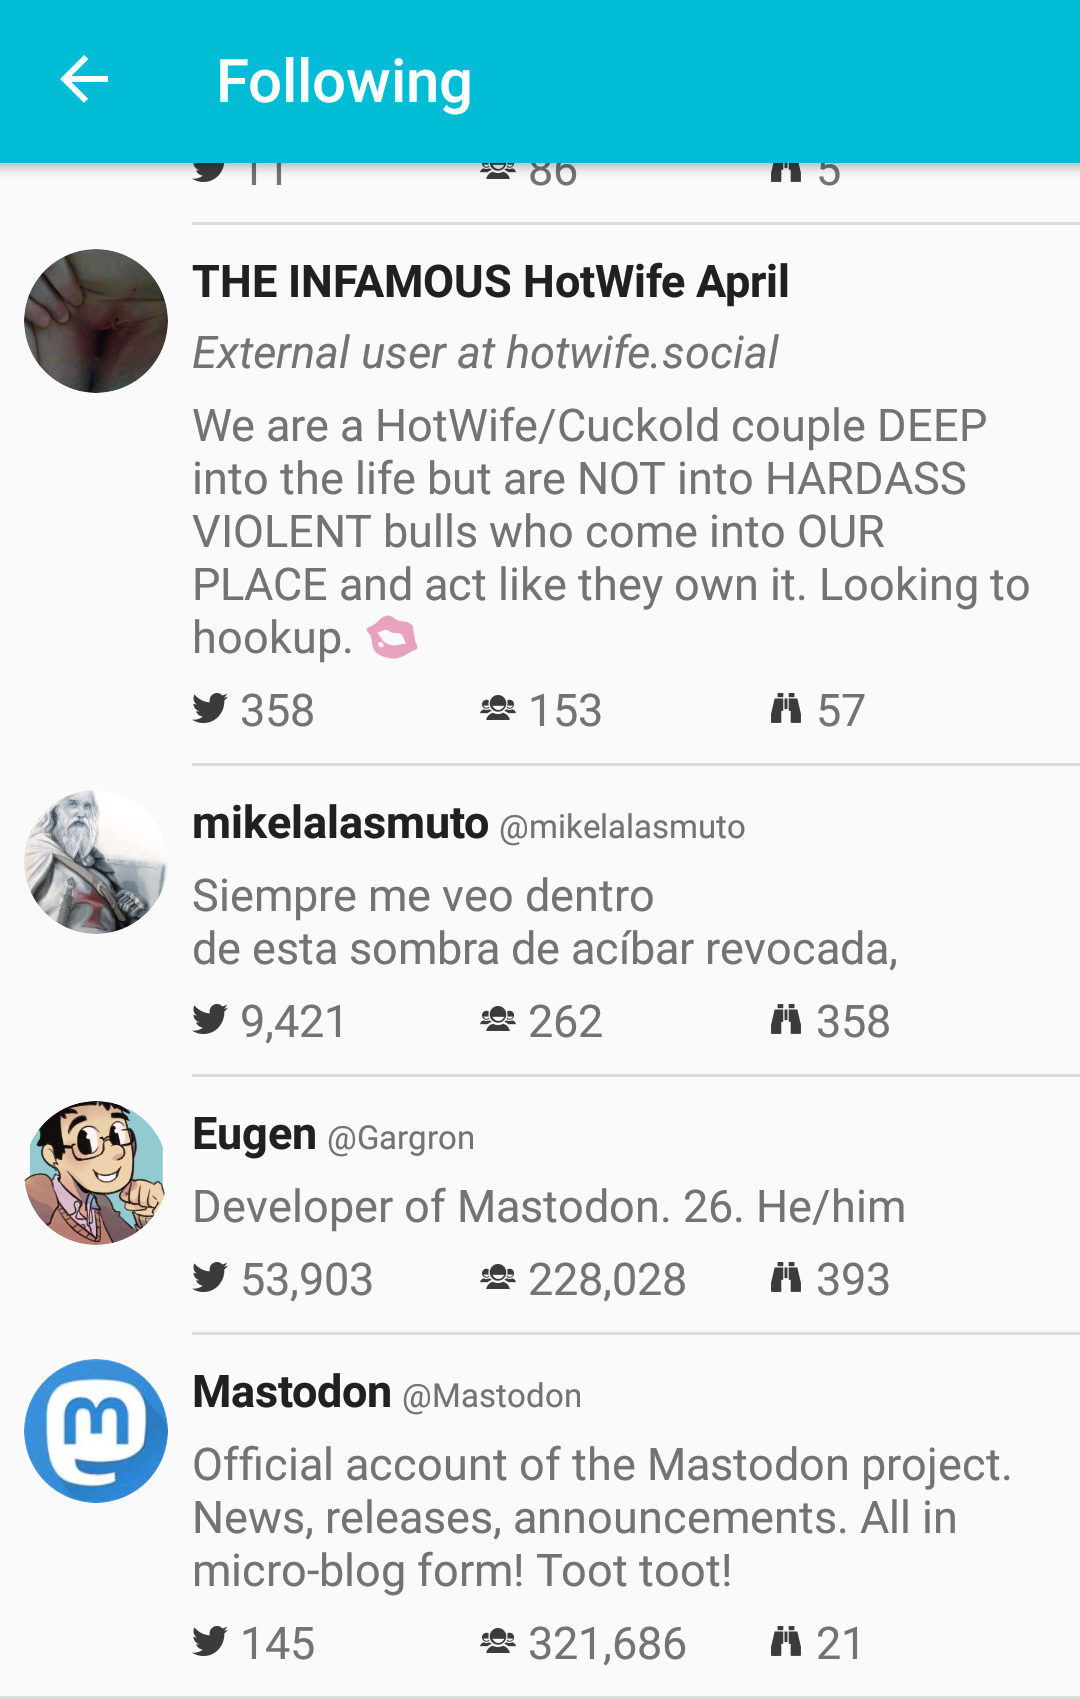 Following
11 86 5
THE INFAMOUS HotWife April
External user at hotwife.social
We are a HotWife/Cuckold couple DEEP
into the life but are NOT into HARDASS
VIOLENT bulls who come into OUR
PLACE and act like they own it. Looking to
hookup. 🫦
358 153 57
mikelalasmuto @mikelalasmuto
Siempre me veo dentro
de esta sombra de acíbar revocada,
9,421 262 358
Eugen @Gargron
Developer of Mastodon. 26. He/him
53,903 228,028 393
Mastodon @Mastodon
Official account of the Mastodon project.
News, releases, announcements. All in
micro-blog form! Toot toot!
145 321,686 21